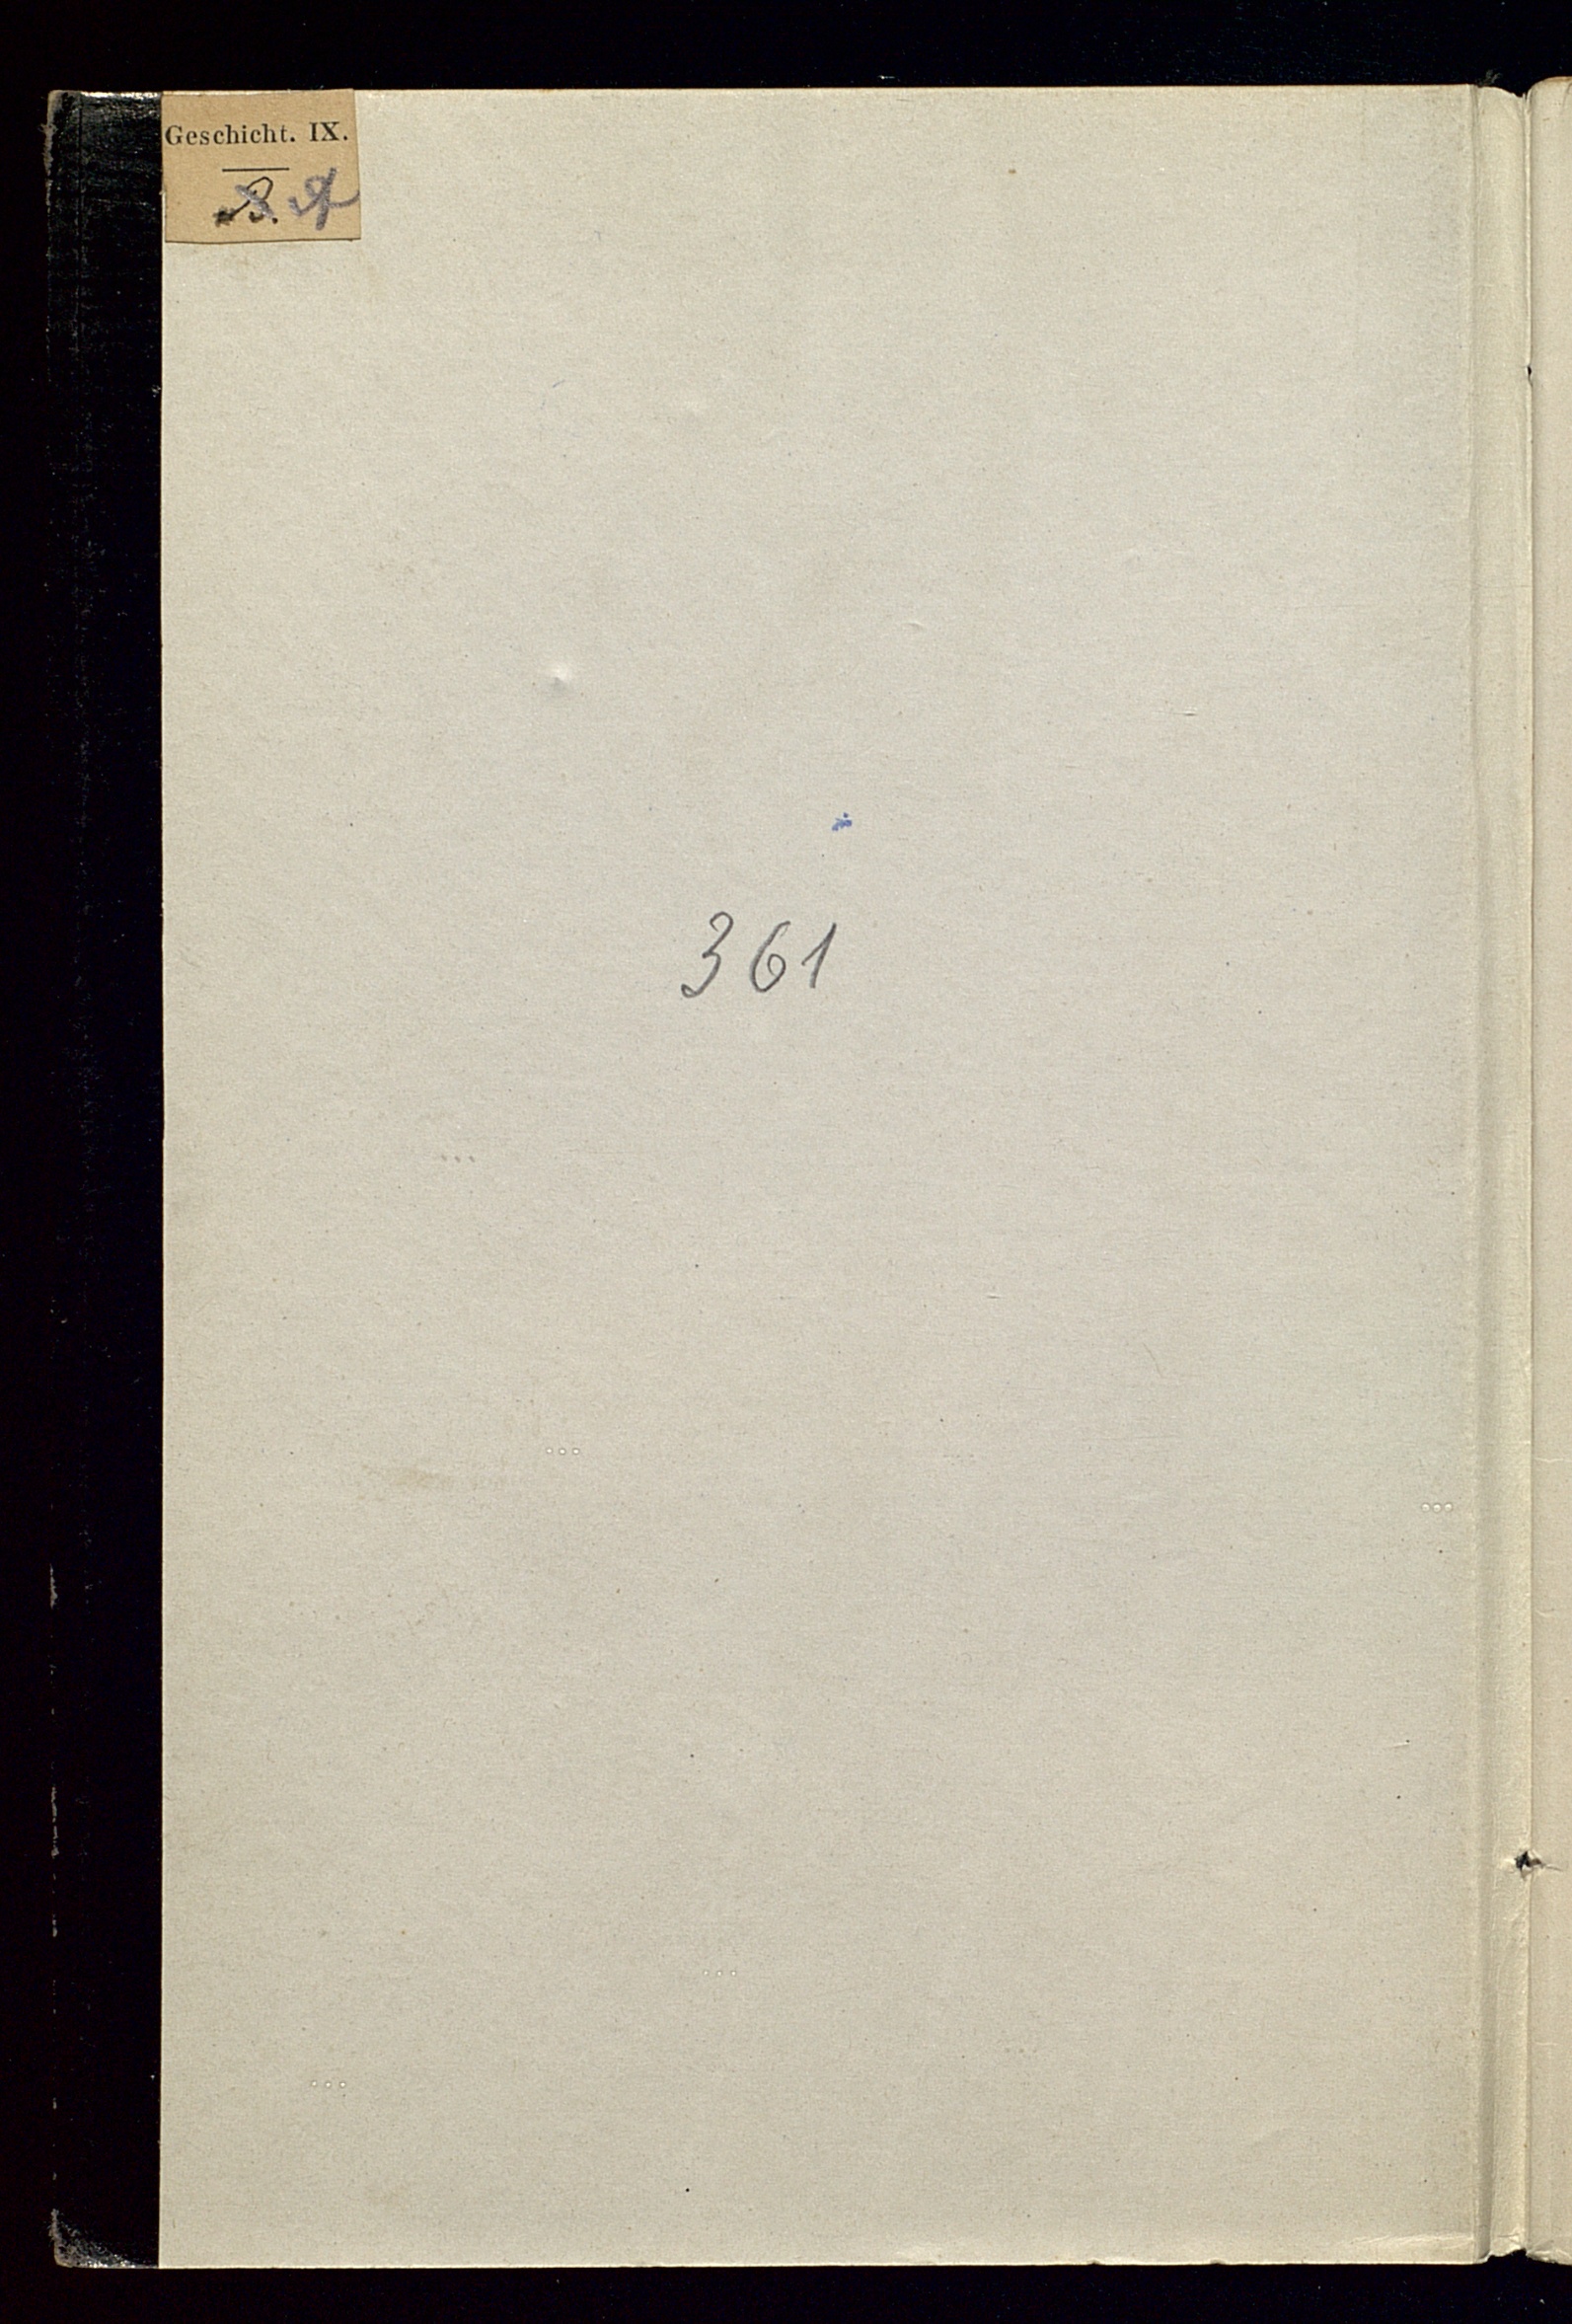 Geschicht. IX.
B. A
361